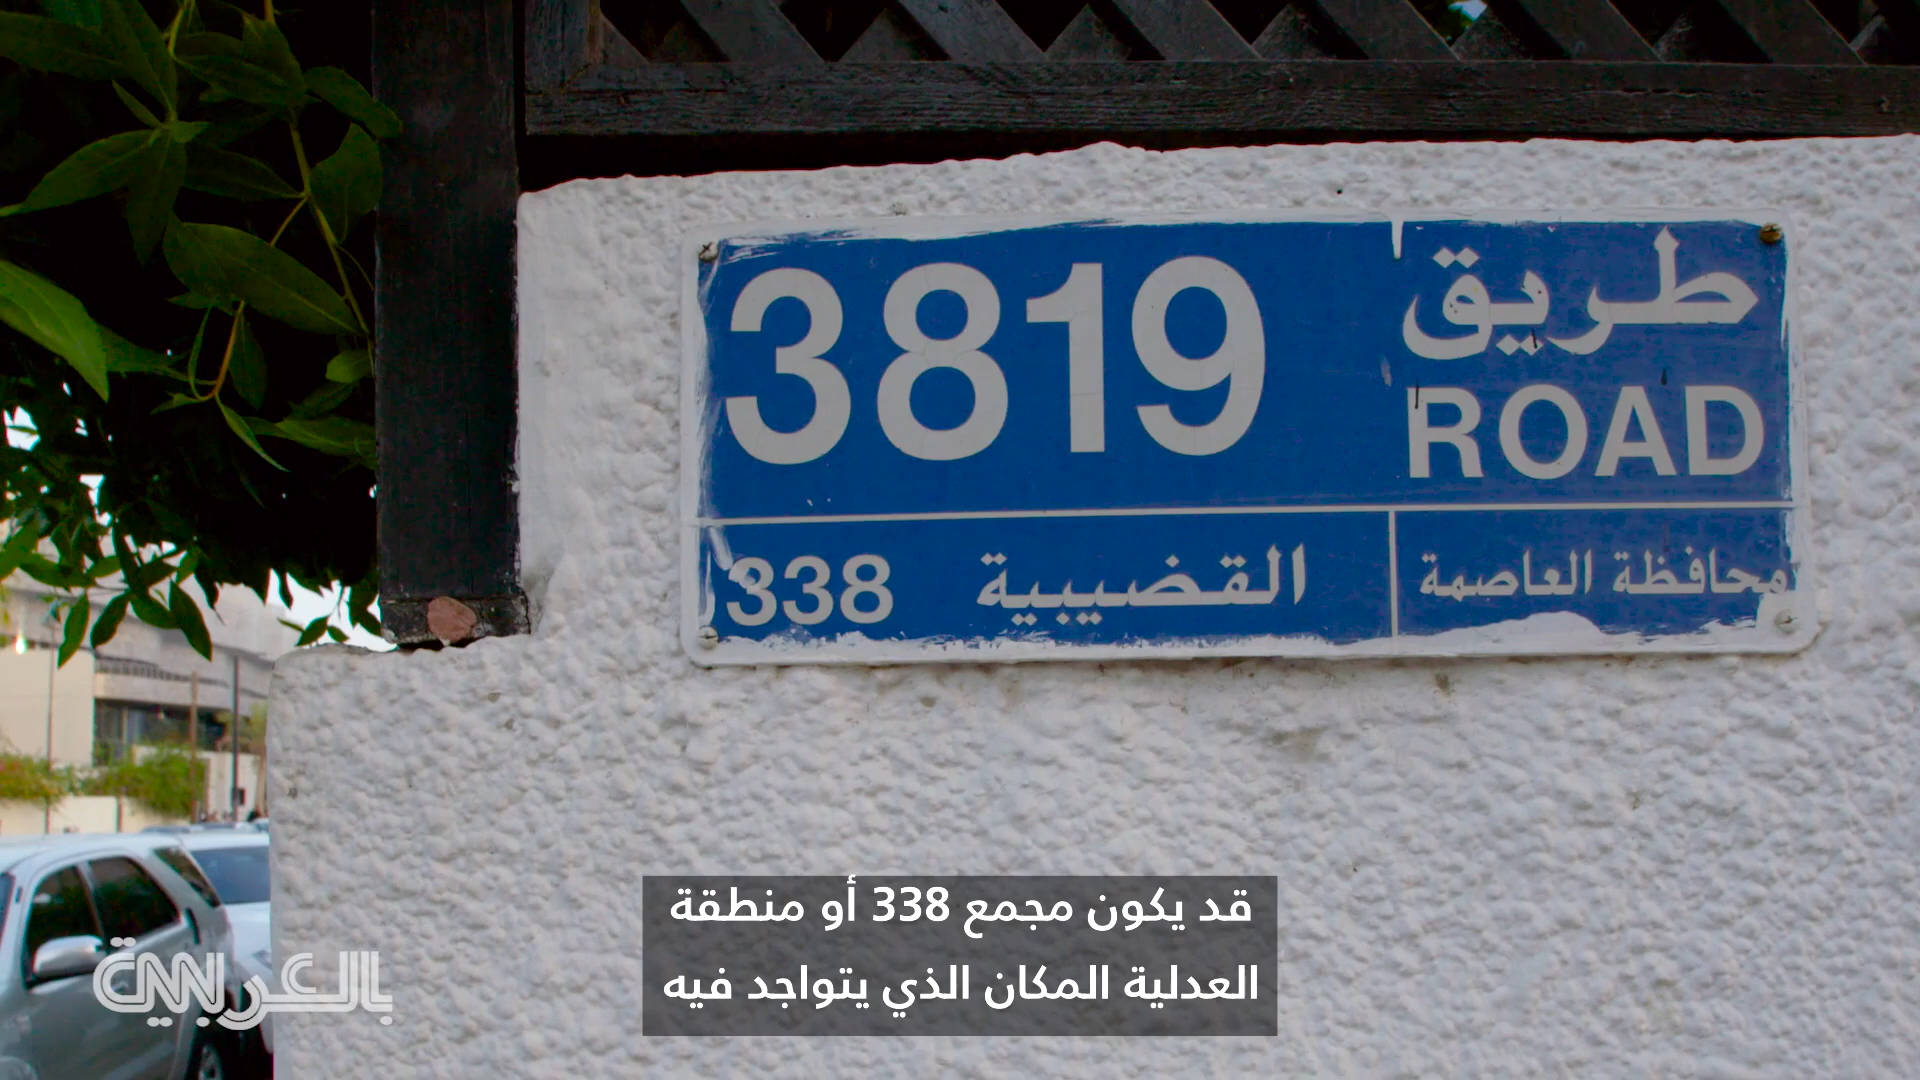 طريق 3819
ROAD
محافظة العاصمة القضيبية 338
قد يكون مجمع 338 أو منطقة
العدلية المكان الذي يتواجد فيه
CNN بالعربية